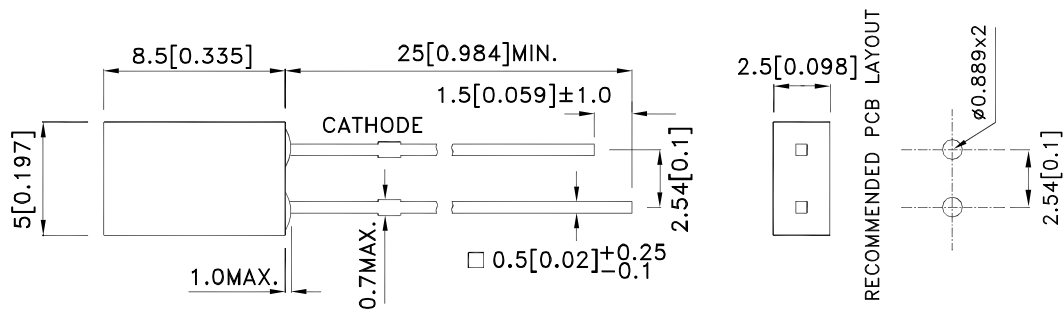 8.5[0.335]
25[0.984]MIN.
1.5[0.059]±1.0
CATHODE
5[0.197]
2.54[0.1]
1.0MAX.
0.7MAX.
□ 0.5[0.02]+0.25 −0.1
2.5[0.098]
RECOMMENDED PCB LAYOUT
ø0.889x2
2.54[0.1]